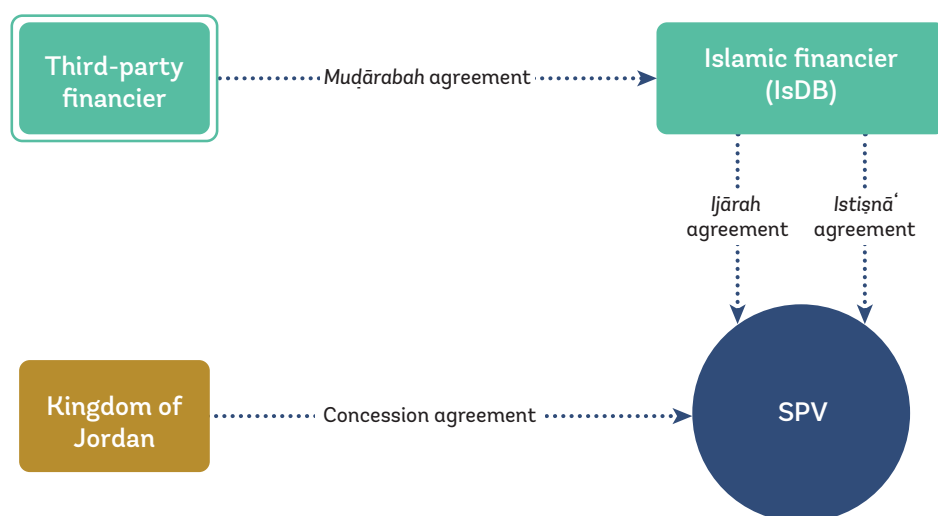 Third-party
financier
Muḍārabah agreement
Islamic financier
(IsDB)
Ijārah
agreement
Istiṣnāʿ
agreement
Kingdom of
Jordan
Concession agreement
SPV